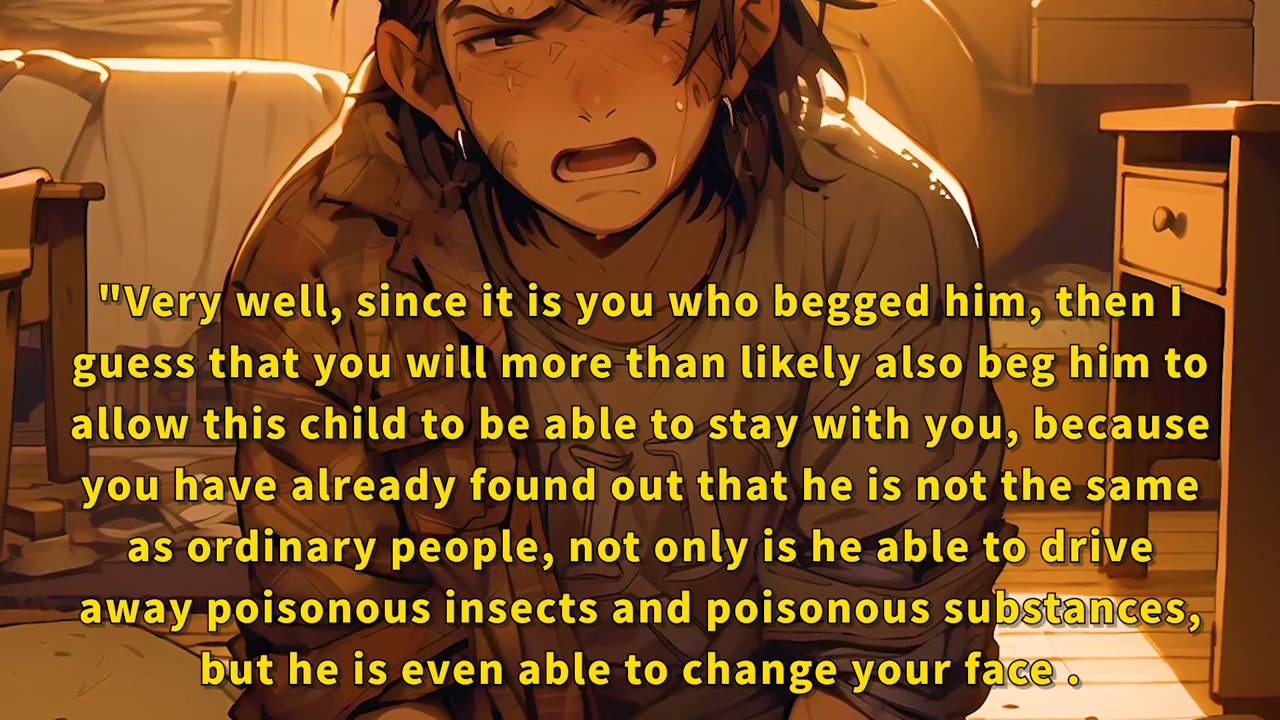 "Very well, since it is you who begged him, then I
guess that you will more than likely also beg him to
allow this child to be able to stay with you, because
you have already found out that he is not the same
as ordinary people, not only is he able to drive
away poisonous insects and poisonous substances,
but he is even able to change your face .